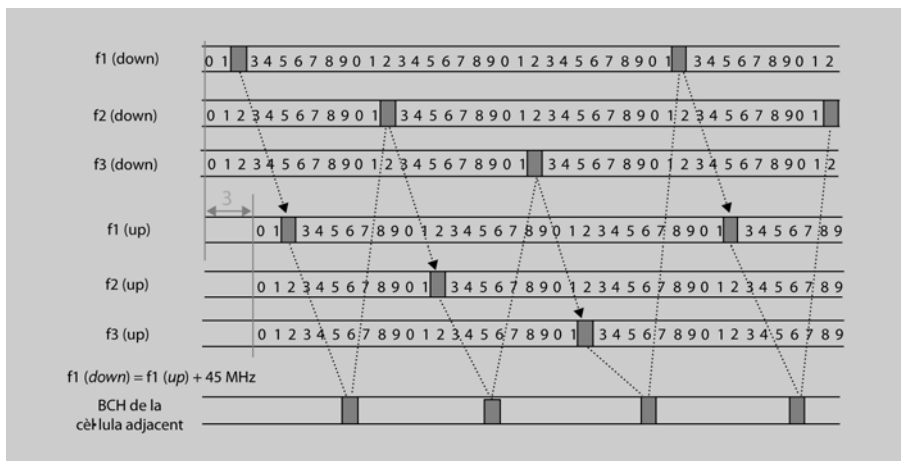 f1 (down) 0 1 3 4 5 6 7 8 9 0 1 2 3 4 5 6 7 8 9 0 1 2 3 4 5 6 7 8 9 0 1 3 4 5 6 7 8 9 0 1 2
f2 (down) 0 1 2 3 4 5 6 7 8 9 0 1 3 4 5 6 7 8 9 0 1 2 3 4 5 6 7 8 9 0 1 2 3 4 5 6 7 8 9 0 1
f3 (down) 0 1 2 3 4 5 6 7 8 9 0 1 2 3 4 5 6 7 8 9 0 1 3 4 5 6 7 8 9 0 1 2 3 4 5 6 7 8 9 0 1 2
3
f1 (up) 0 1 3 4 5 6 7 8 9 0 1 2 3 4 5 6 7 8 9 0 1 2 3 4 5 6 7 8 9 0 1 3 4 5 6 7 8 9
f2 (up) 0 1 2 3 4 5 6 7 8 9 0 1 3 4 5 6 7 8 9 0 1 2 3 4 5 6 7 8 9 0 1 2 3 4 5 6 7 8 9
f3 (up) 0 1 2 3 4 5 6 7 8 9 0 1 2 3 4 5 6 7 8 9 0 1 3 4 5 6 7 8 9 0 1 2 3 4 5 6 7 8 9
f1 (down) = f1 (up) + 45 MHz
BCH de la
cèl·lula adjacent